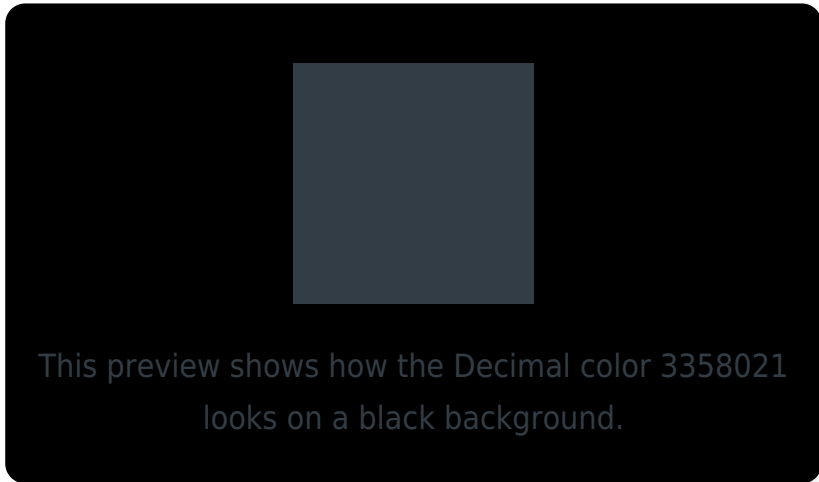 This preview shows how the Decimal color 3358021
looks on a black background.